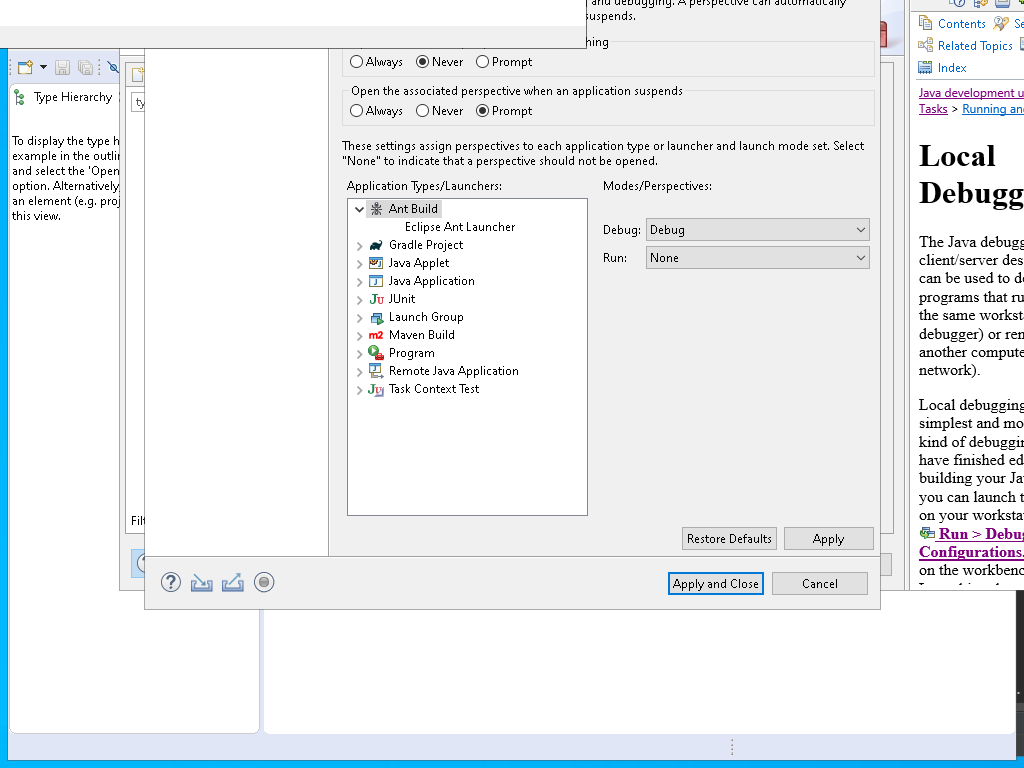 and debugging. A perspective can automatically
suspends.
Always
Never
Prompt
Open the associated perspective when an application suspends
Always
Never
Prompt
These settings assign perspectives to each application type or launcher and launch mode set. Select
"None" to indicate that a perspective should not be opened.
Application Types/Launchers:
Modes/Perspectives:
Ant Build
Eclipse Ant Launcher
Gradle Project
Java Applet
Java Application
JUnit
Launch Group
Maven Build
Program
Remote Java Application
Task Context Test
Debug:
Debug
Run:
None
Restore Defaults
Apply
Apply and Close
Cancel
Type Hierarchy
To display the type h
example in the outli
and select the 'Open
option. Alternatively
an element (e.g. proj
this view.
ty
Filt
Contents
Se
Related Topics
Index
Java development u
Tasks > Running an
Local
Debugg
The Java debugg
client/server des
can be used to de
programs that ru
the same worksta
debugger) or ren
another compute
network).
Local debugging
simplest and mo
kind of debuggin
have finished ed
building your Ja
you can launch t
on your worksta
Run > Debug
Configurations.
on the workbenc